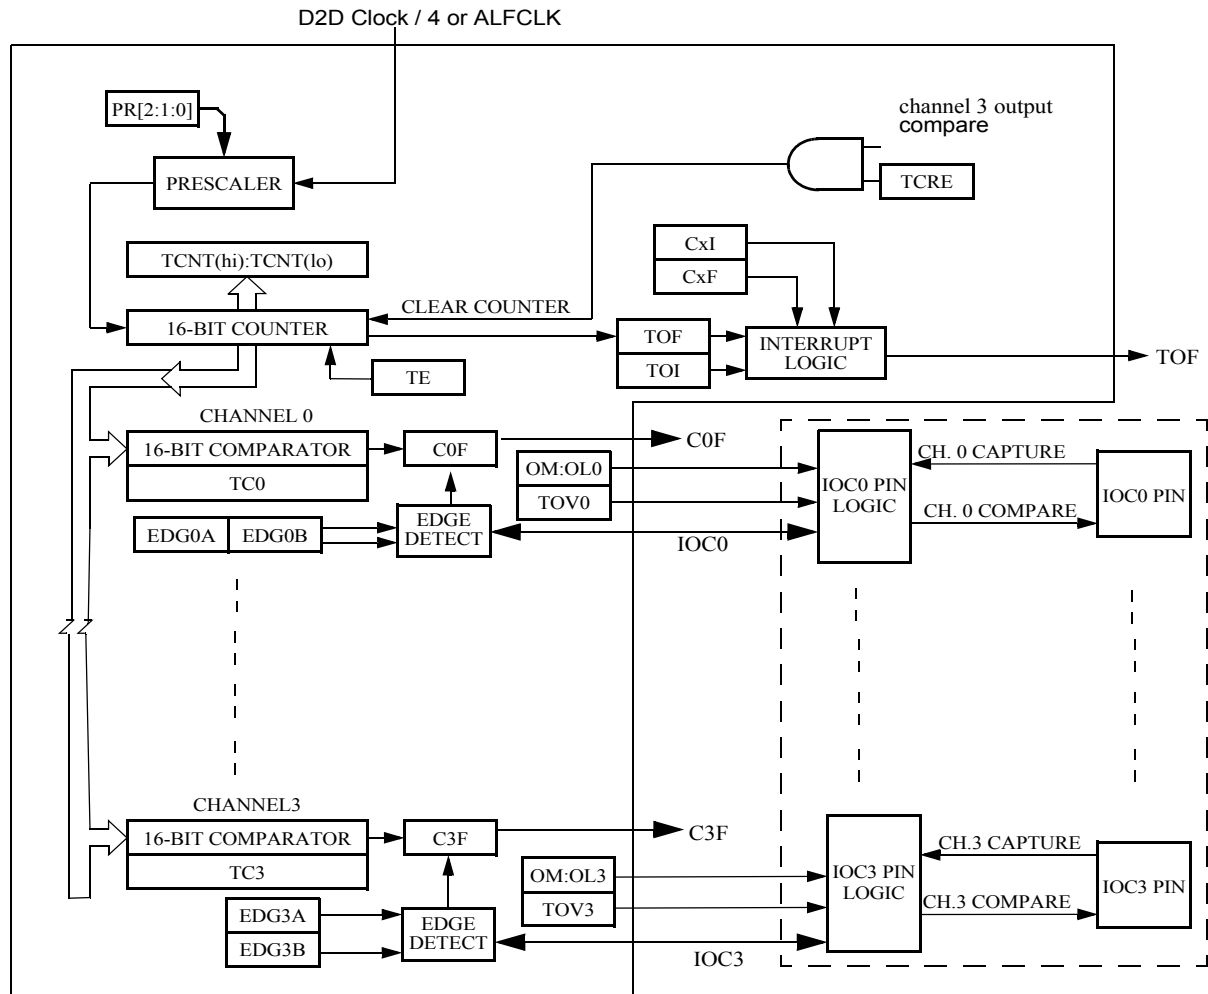 D2D Clock / 4 or ALFCLK
PR[2:1:0]
channel 3 output
compare
PRESCALER
TCRE
CxI
TCNT(hi):TCNT(lo)
CxF
CLEAR COUNTER
16-BIT COUNTER
TOF
INTERRUPT
LOGIC
TOF
TOI
TE
CHANNEL 0
16-BIT COMPARATOR
C0F
C0F
TC0
OM:OL0
TOV0
IOC0 PIN
LOGIC
CH. 0 CAPTURE
CH. 0 COMPARE
IOC0 PIN
EDG0A
EDG0B
EDGE
DETECT
IOC0
CHANNEL3
16-BIT COMPARATOR
C3F
C3F
TC3
OM:OL3
TOV3
IOC3 PIN
LOGIC
CH.3 CAPTURE
CH.3 COMPARE
IOC3 PIN
EDG3A
EDG3B
EDGE
DETECT
IOC3